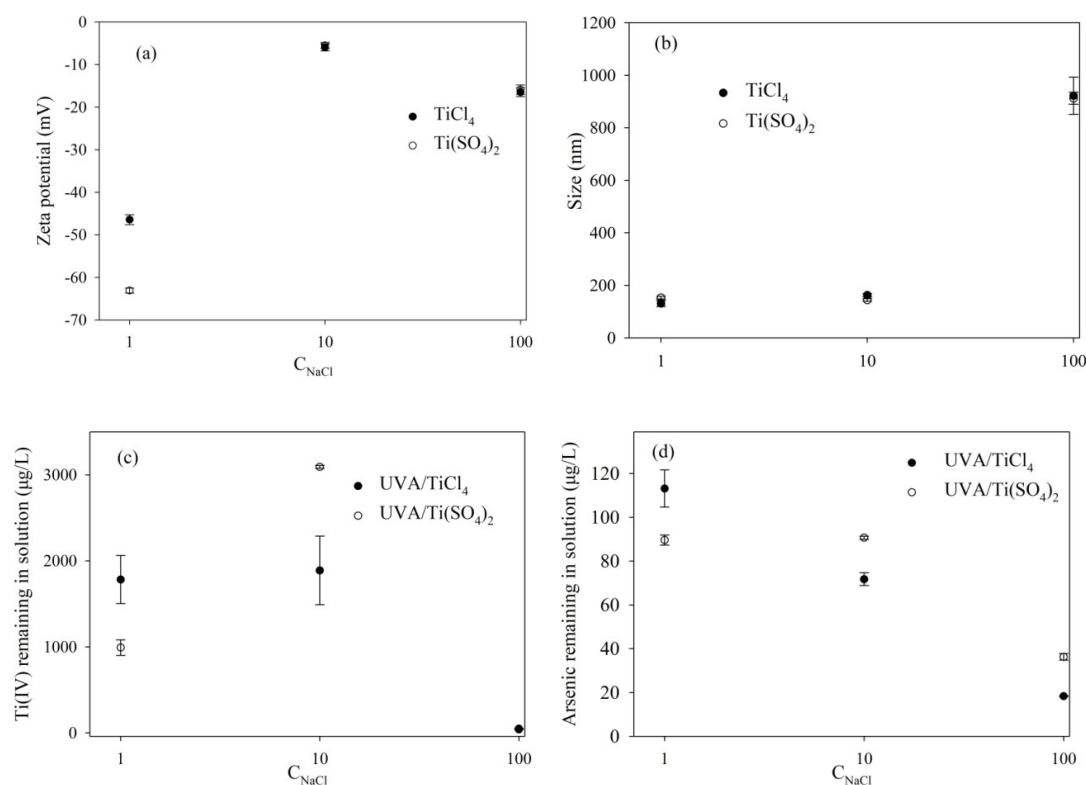 (a)
Zeta potential (mV)
0
-10
-20
-30
-40
-50
-60
-70
TiCl₄
Ti(SO₄)₂
1
10
100
C_NaCl
(b)
Size (nm)
1200
1000
800
600
400
200
0
TiCl₄
Ti(SO₄)₂
1
10
100
(c)
Ti(IV) remaining in solution (µg/L)
3000
2000
1000
0
UVA/TiCl₄
UVA/Ti(SO₄)₂
1
10
100
C_NaCl
(d)
Arsenic remaining in solution (µg/L)
120
100
80
60
40
20
0
UVA/TiCl₄
UVA/Ti(SO₄)₂
1
10
100
C_NaCl